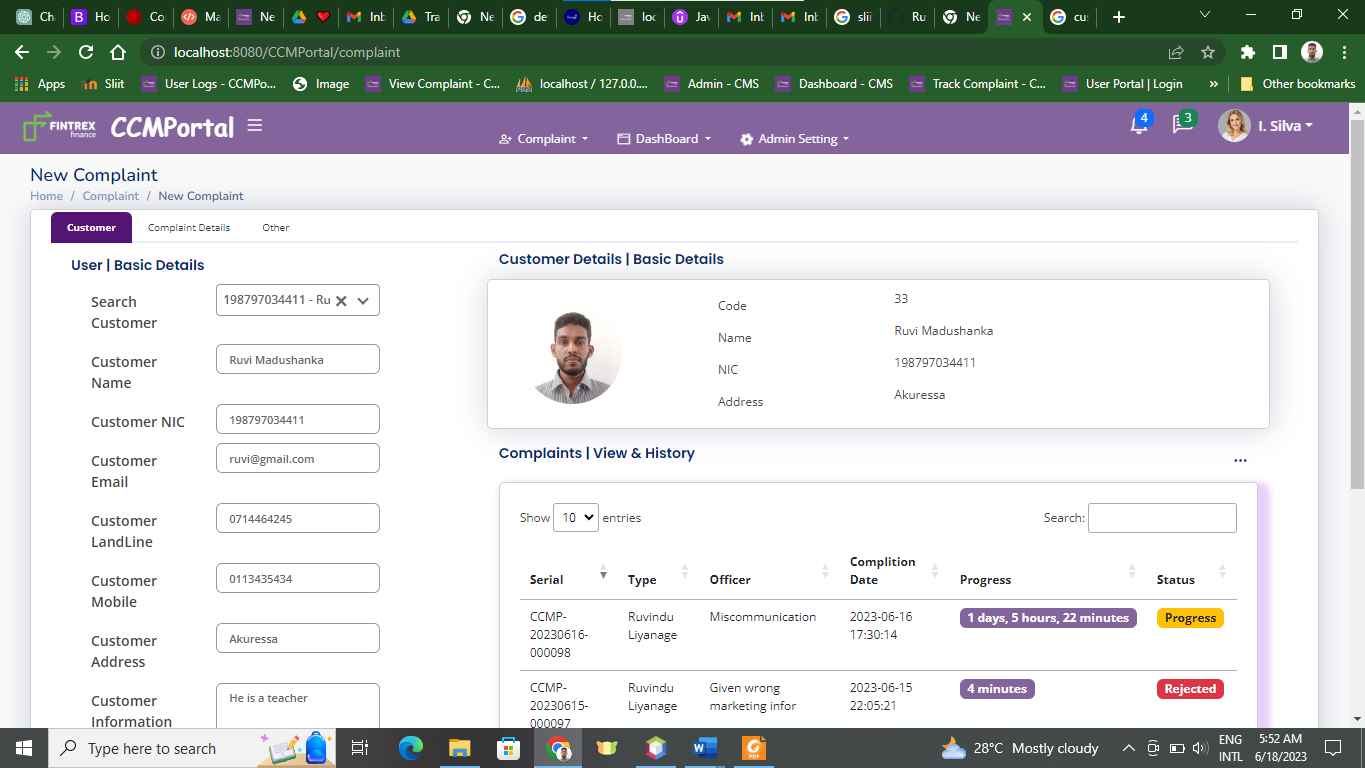 Ch
Ho
Co
Ma
Ne
Inb
Tra
Ne
de
Ho
loc
Jav
Inb
Inb
slii
Ru
Ne
cus
localhost:8080/CCMPortal/complaint
Apps
Sliit
User Logs - CCMPo...
Image
View Complaint - C...
localhost / 127.0.0....
Admin - CMS
Dashboard - CMS
Track Complaint - C...
User Portal | Login
»
Other bookmarks
FINTREX
finance
CCMPortal
Complaint
DashBoard
Admin Setting
4
3
I. Silva
New Complaint
Home / Complaint / New Complaint
Customer
Complaint Details
Other
User | Basic Details
Search
Customer
198797034411 - Ru
Customer
Name
Ruvi Madushanka
Customer NIC
198797034411
Customer
Email
ruvi@gmail.com
Customer
LandLine
0714464245
Customer
Mobile
0113435434
Customer
Address
Akuressa
Customer
Information
He is a teacher
Customer Details | Basic Details
Code
33
Name
Ruvi Madushanka
NIC
198797034411
Address
Akuressa
Complaints | View & History
...
Show 10 entries
Search:
Serial
Type
Officer
Complition
Date
Progress
Status
CCMP-
20230616-
000098
Ruvindu
Liyanage
Miscommunication
2023-06-16
17:30:14
1 days, 5 hours, 22 minutes
Progress
CCMP-
20230615-
000097
Ruvindu
Liyanage
Given wrong
marketing infor
2023-06-15
22:05:21
4 minutes
Rejected
Type here to search
28°C Mostly cloudy
ENG
INTL
5:52 AM
6/18/2023